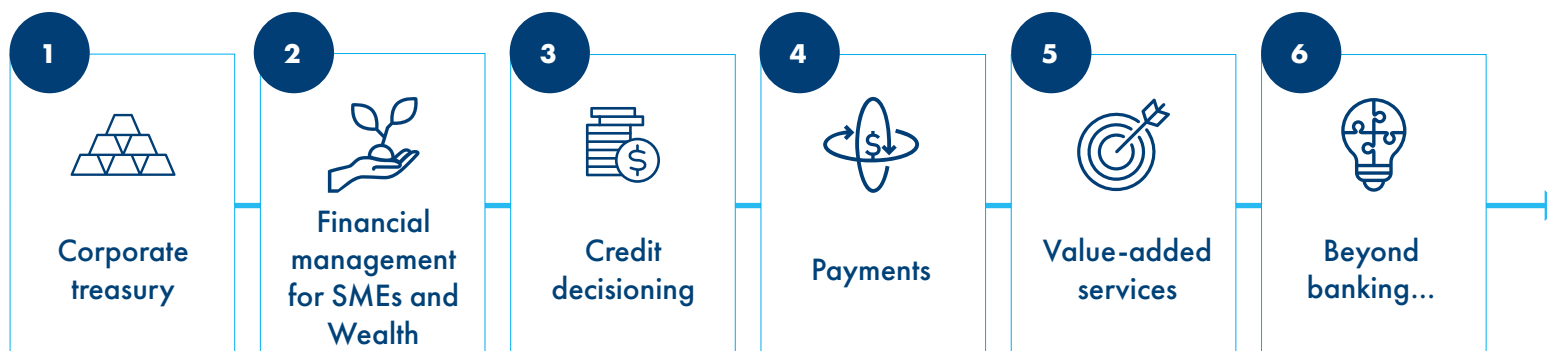 1
Corporate
treasury
2
Financial
management
for SMEs and
Wealth
3
$
Credit
decisioning
4
$
Payments
5
Value-added
services
6
Beyond
banking...